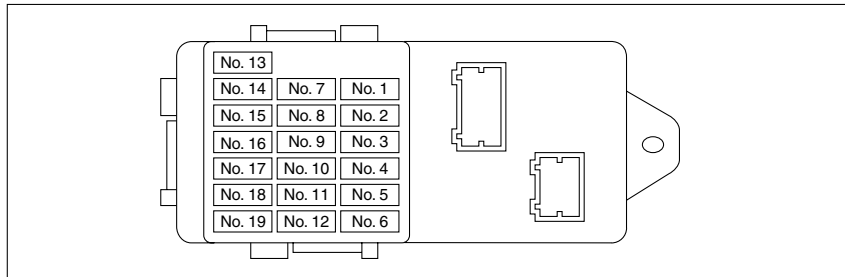 No. 13
No. 14 No. 7 No. 1
No. 15 No. 8 No. 2
No. 16 No. 9 No. 3
No. 17 No. 10 No. 4
No. 18 No. 11 No. 5
No. 19 No. 12 No. 6